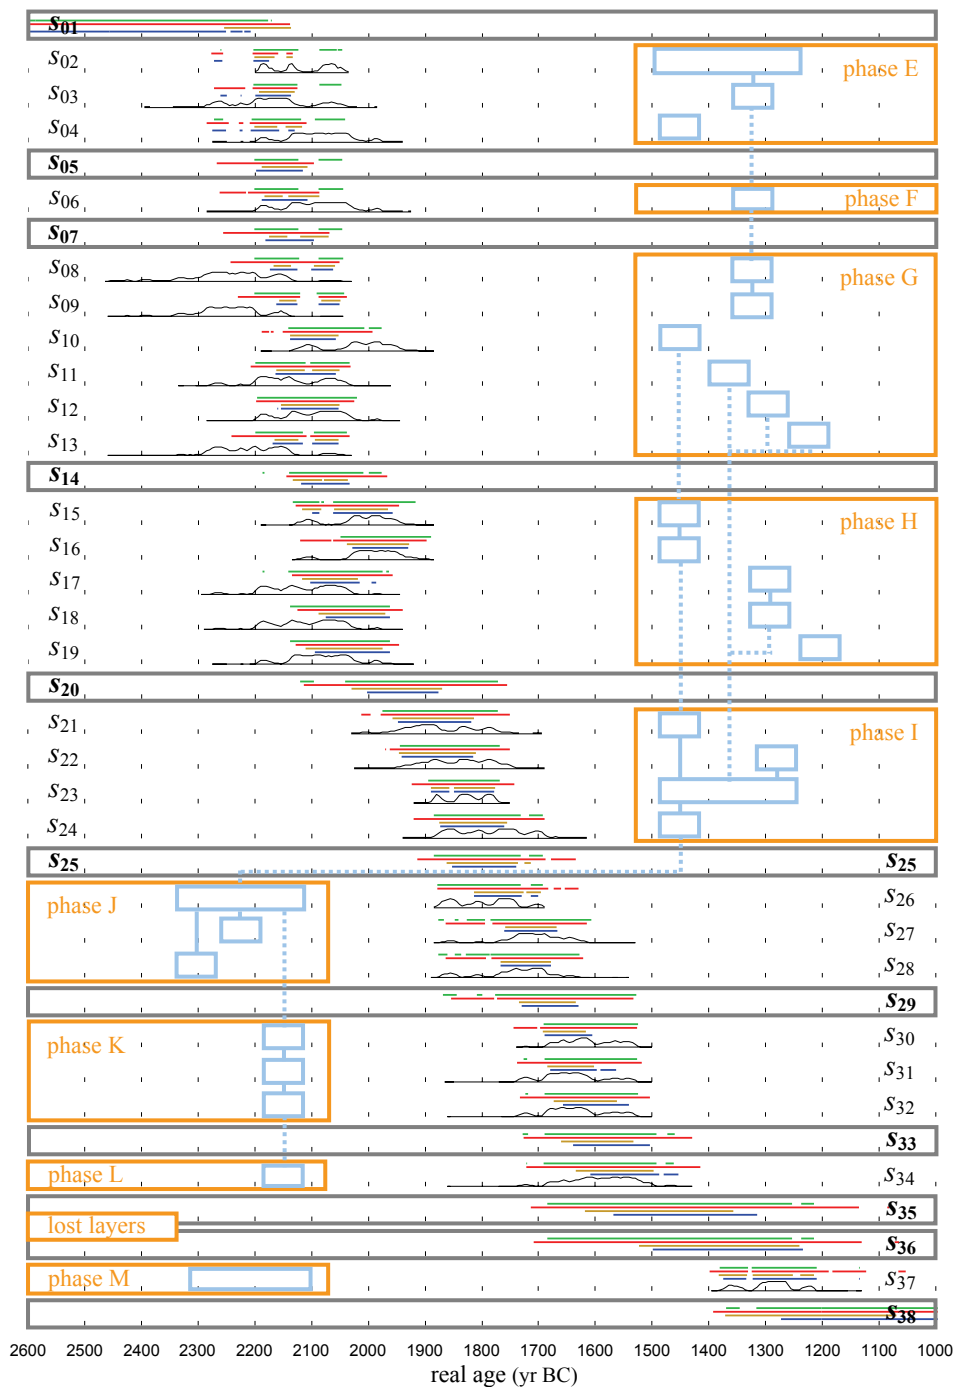 s01
s02
phase E
s03
s04
s05
s06
phase F
s07
s08
phase G
s09
s10
s11
s12
s13
s14
s15
phase H
s16
s17
s18
s19
s20
s21
phase I
s22
s23
s24
s25 s25
phase J
s26
s27
s28
s29
phase K
s30
s31
s32
s33
phase L
s34
s35
lost layers
s36
phase M
s37
s38
2600 2500 2400 2300 2200 2100 2000 1900 1800 1700 1600 1500 1400 1300 1200 1100 1000
real age (yr BC)